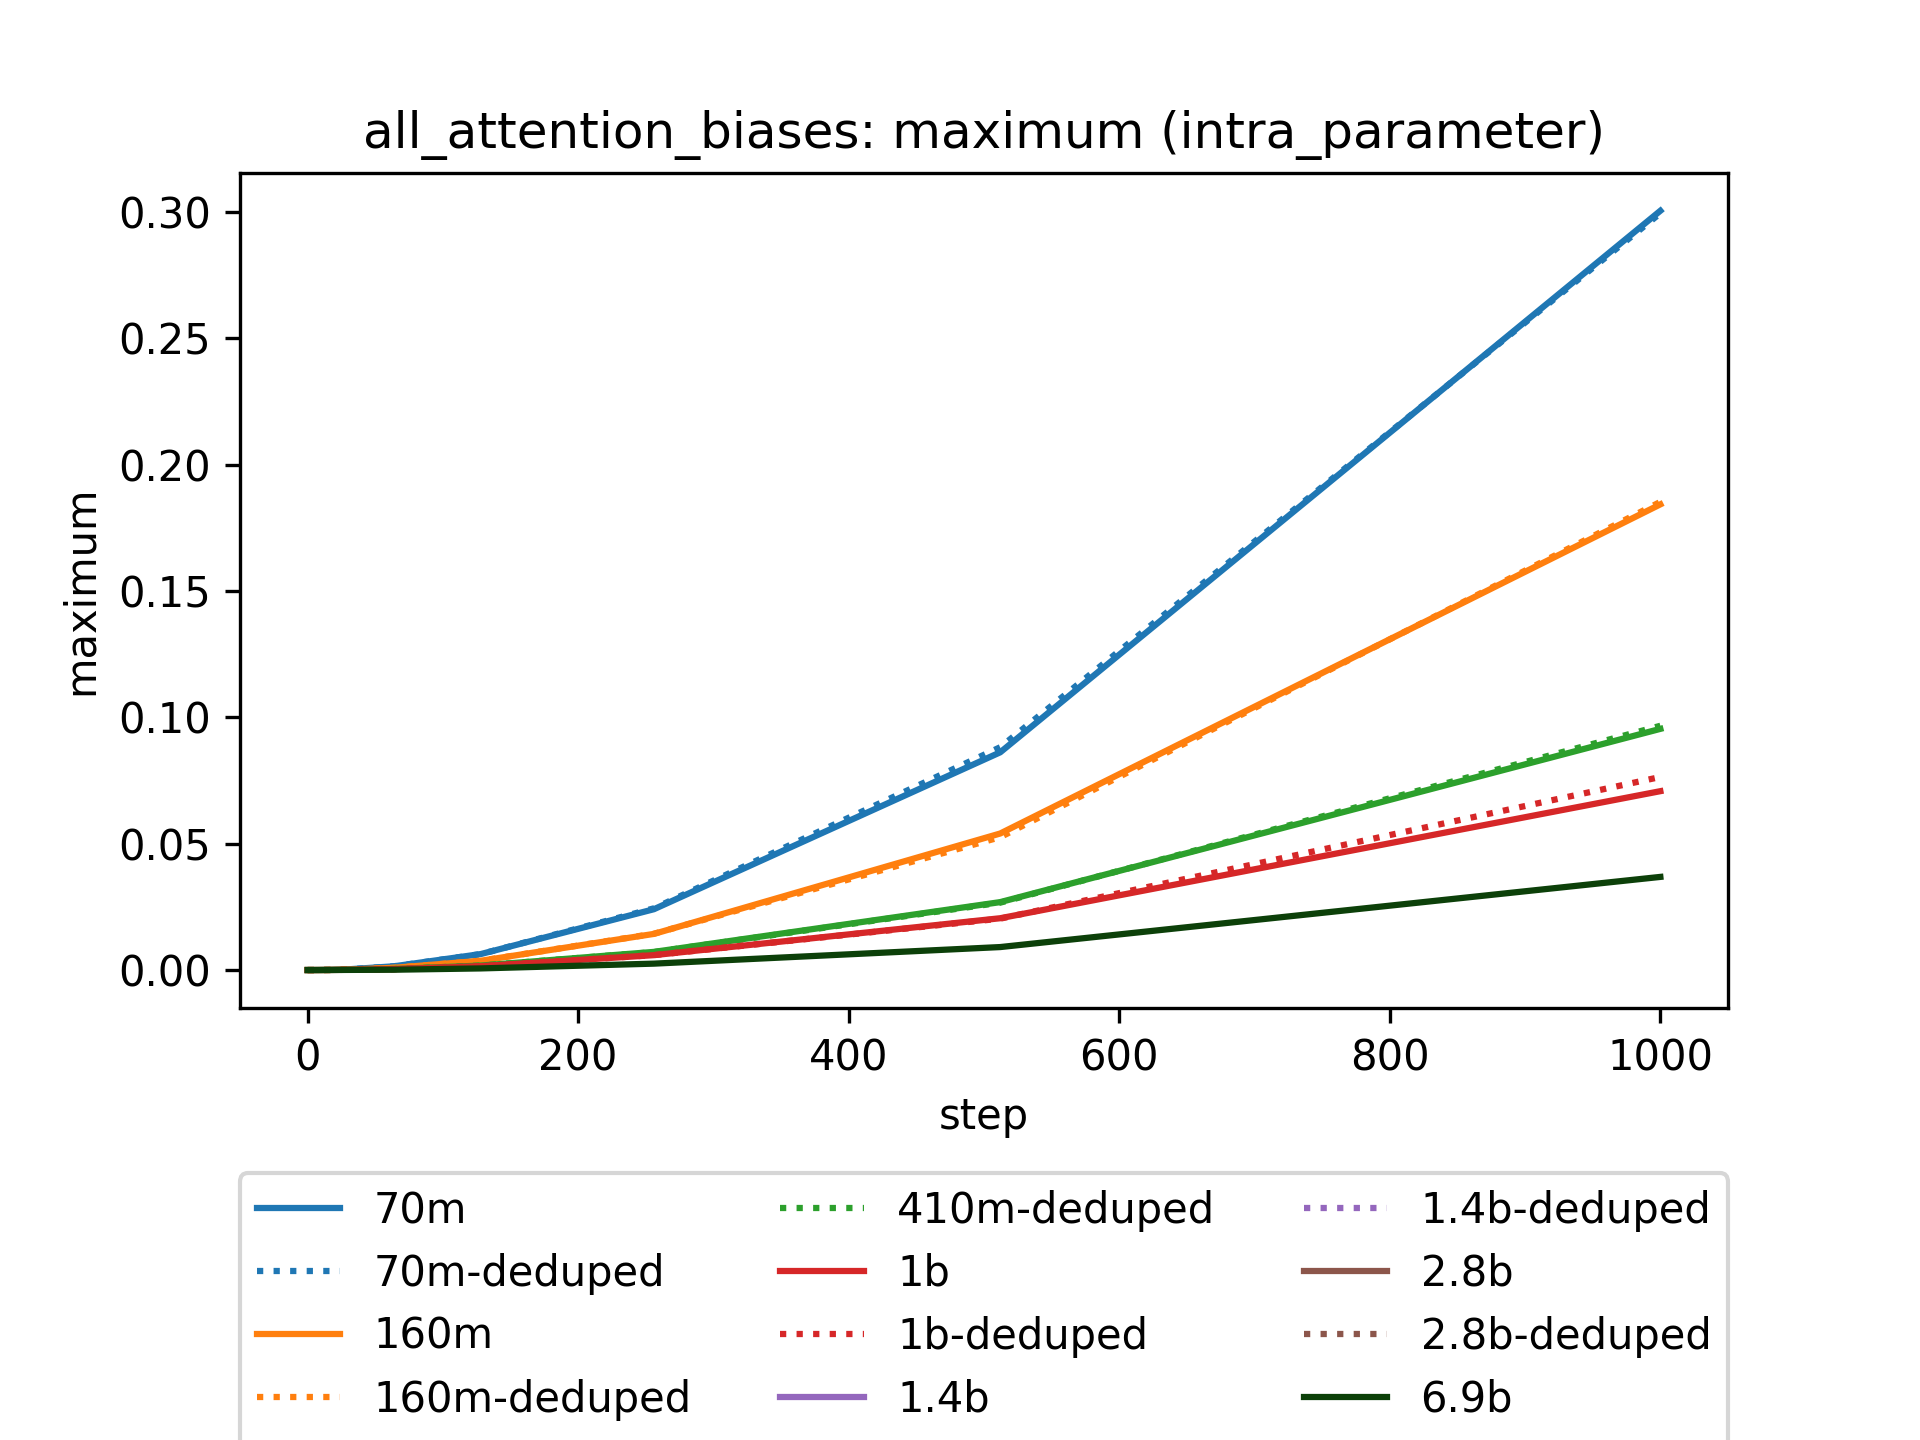 all_attention_biases: maximum (intra_parameter)
0.30
0.25
0.20
0.15
0.10
0.05
0.00
maximum
0 200 400 600 800 1000
step
70m 410m-deduped 1.4b-deduped
70m-deduped 1b 2.8b
160m 1b-deduped 2.8b-deduped
160m-deduped 1.4b 6.9b